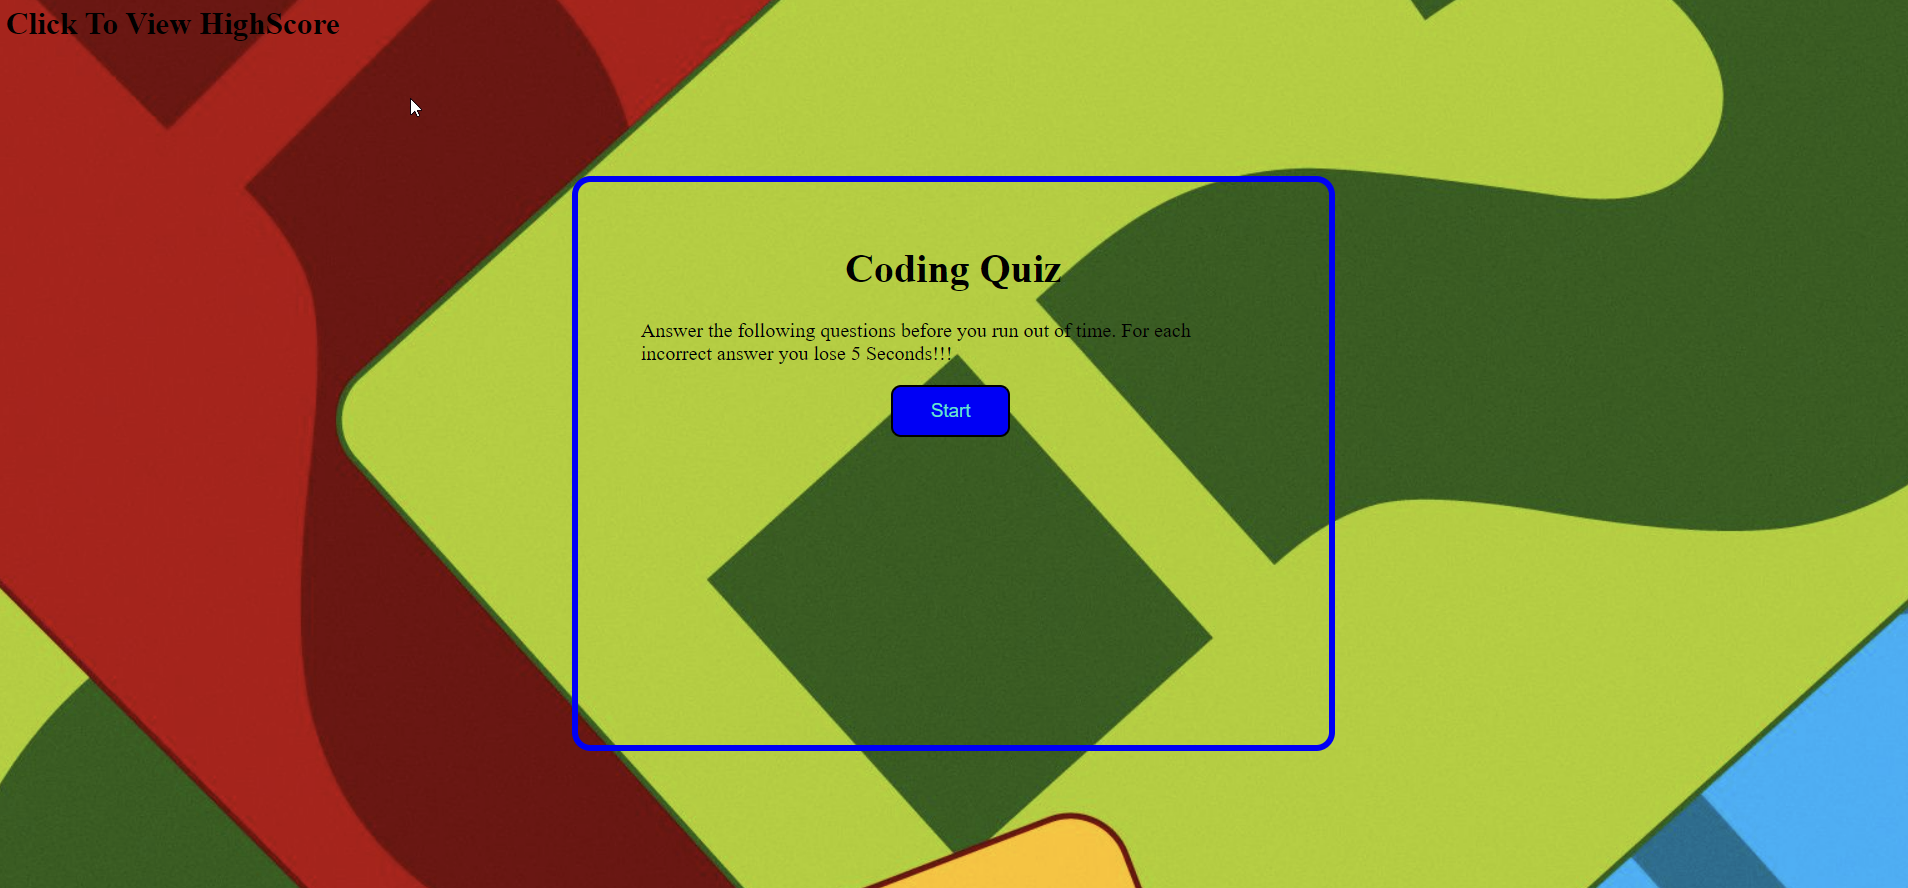 Click To View HighScore
Coding Quiz
Answer the following questions before you run out of time. For each
incorrect answer you lose 5 Seconds!!!
Start